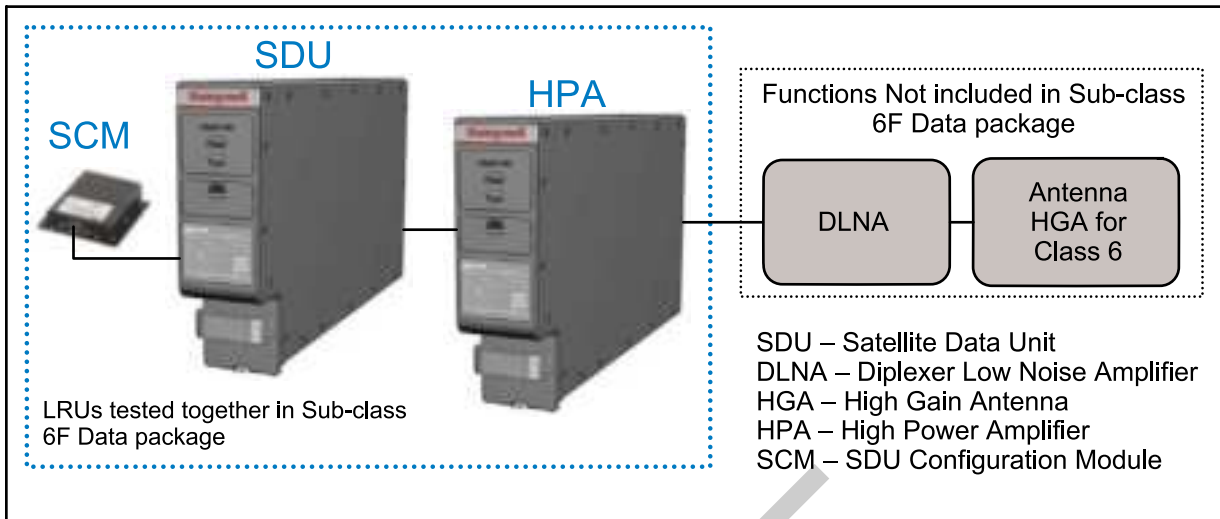 SDU
HPA
SCM
Honeywell
Honeywell
Functions Not included in Sub-class
6F Data package
DLNA
Antenna
HGA for
Class 6
LRUs tested together in Sub-class
6F Data package
SDU – Satellite Data Unit
DLNA – Diplexer Low Noise Amplifier
HGA – High Gain Antenna
HPA – High Power Amplifier
SCM – SDU Configuration Module